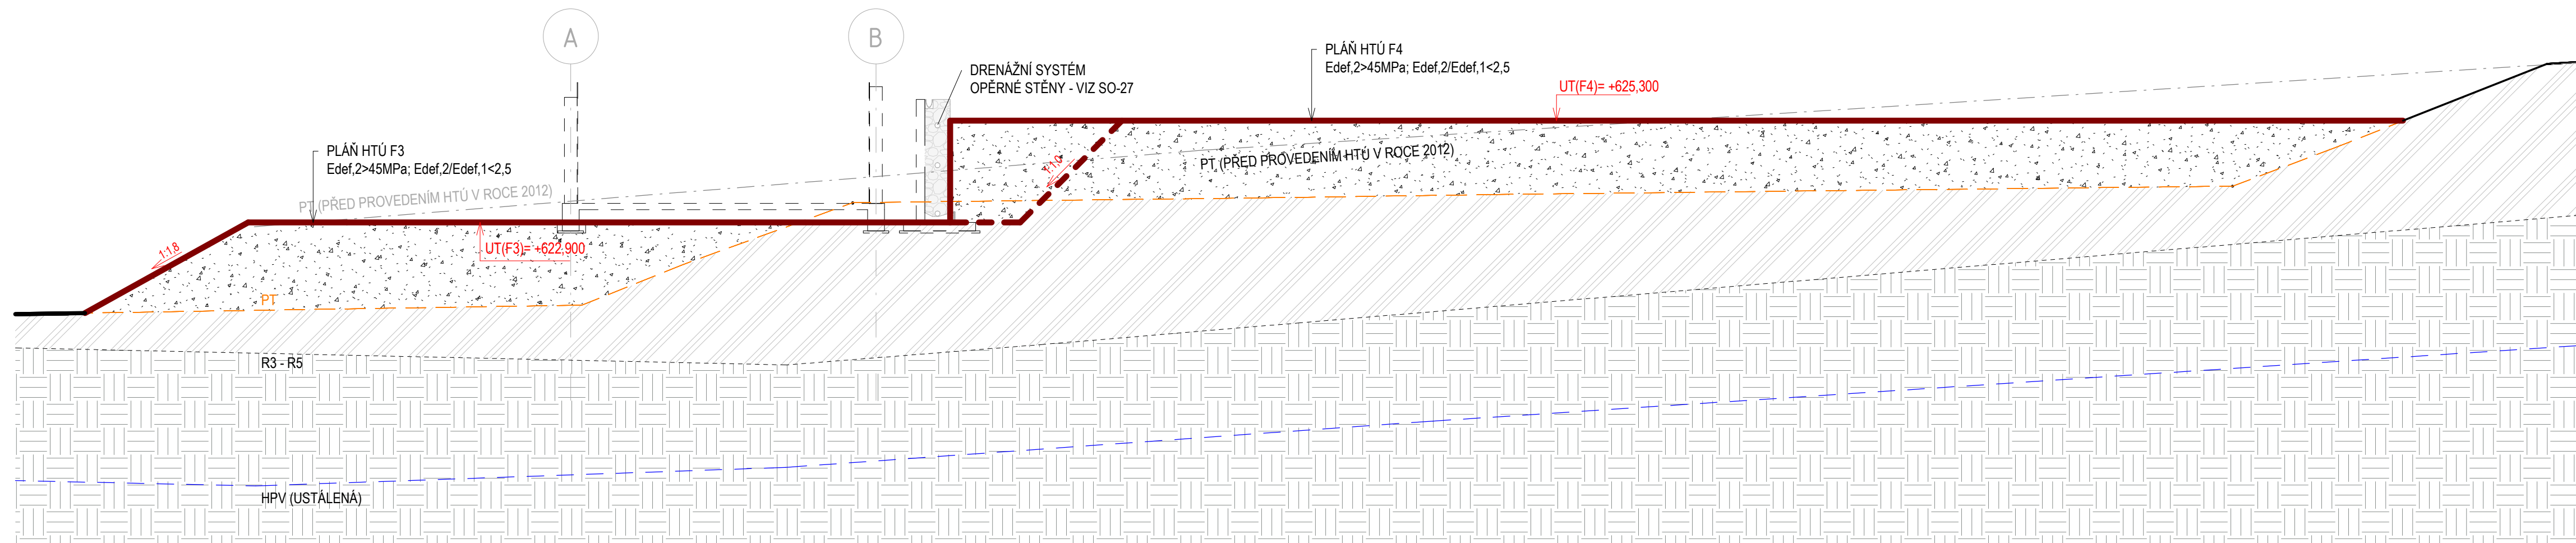 A
B
PLÁŇ HTÚ F4
Edef,2>45MPa; Edef,2/Edef,1<2,5
DRENÁŽNÍ SYSTÉM
OPĚRNÉ STĚNY - VIZ SO-27
UT(F4)= +625,300
PLÁŇ HTÚ F3
Edef,2>45MPa; Edef,2/Edef,1<2,5
PT (PŘED PROVEDENÍM HTÚ V ROCE 2012)
1:1,0
PT (PŘED PROVEDENÍM HTÚ V ROCE 2012)
1:1,8
UT(F3)= +622,900
PT
R3 - R5
HPV (USTÁLENÁ)